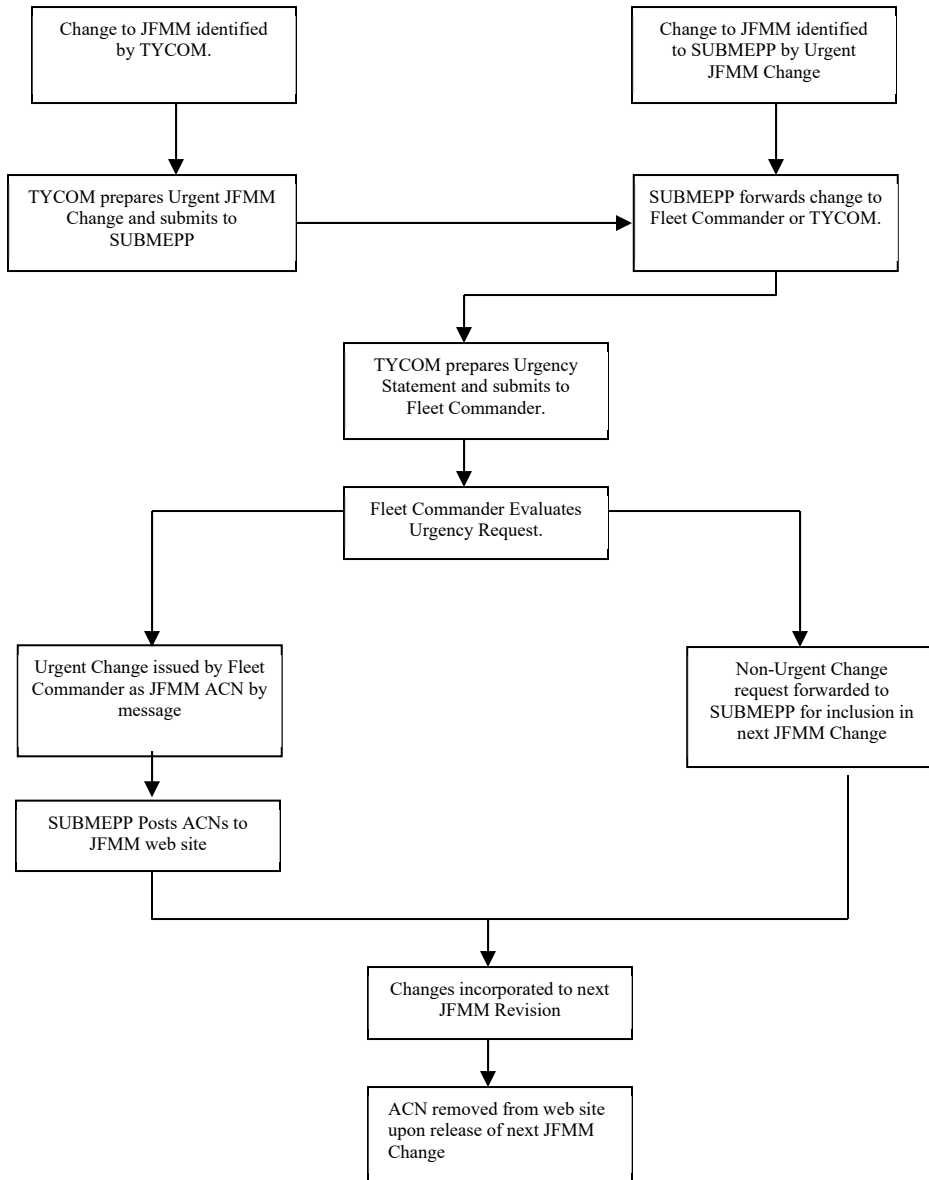 Change to JFMM identified
by TYCOM.
Change to JFMM identified
to SUBMEPP by Urgent
JFMM Change
TYCOM prepares Urgent JFMM
Change and submits to
SUBMEPP
SUBMEPP forwards change to
Fleet Commander or TYCOM.
TYCOM prepares Urgency
Statement and submits to
Fleet Commander.
Fleet Commander Evaluates
Urgency Request.
Urgent Change issued by Fleet
Commander as JFMM ACN by
message
Non-Urgent Change
request forwarded to
SUBMEPP for inclusion in
next JFMM Change
SUBMEPP Posts ACNs to
JFMM web site
Changes incorporated to next
JFMM Revision
ACN removed from web site
upon release of next JFMM
Change